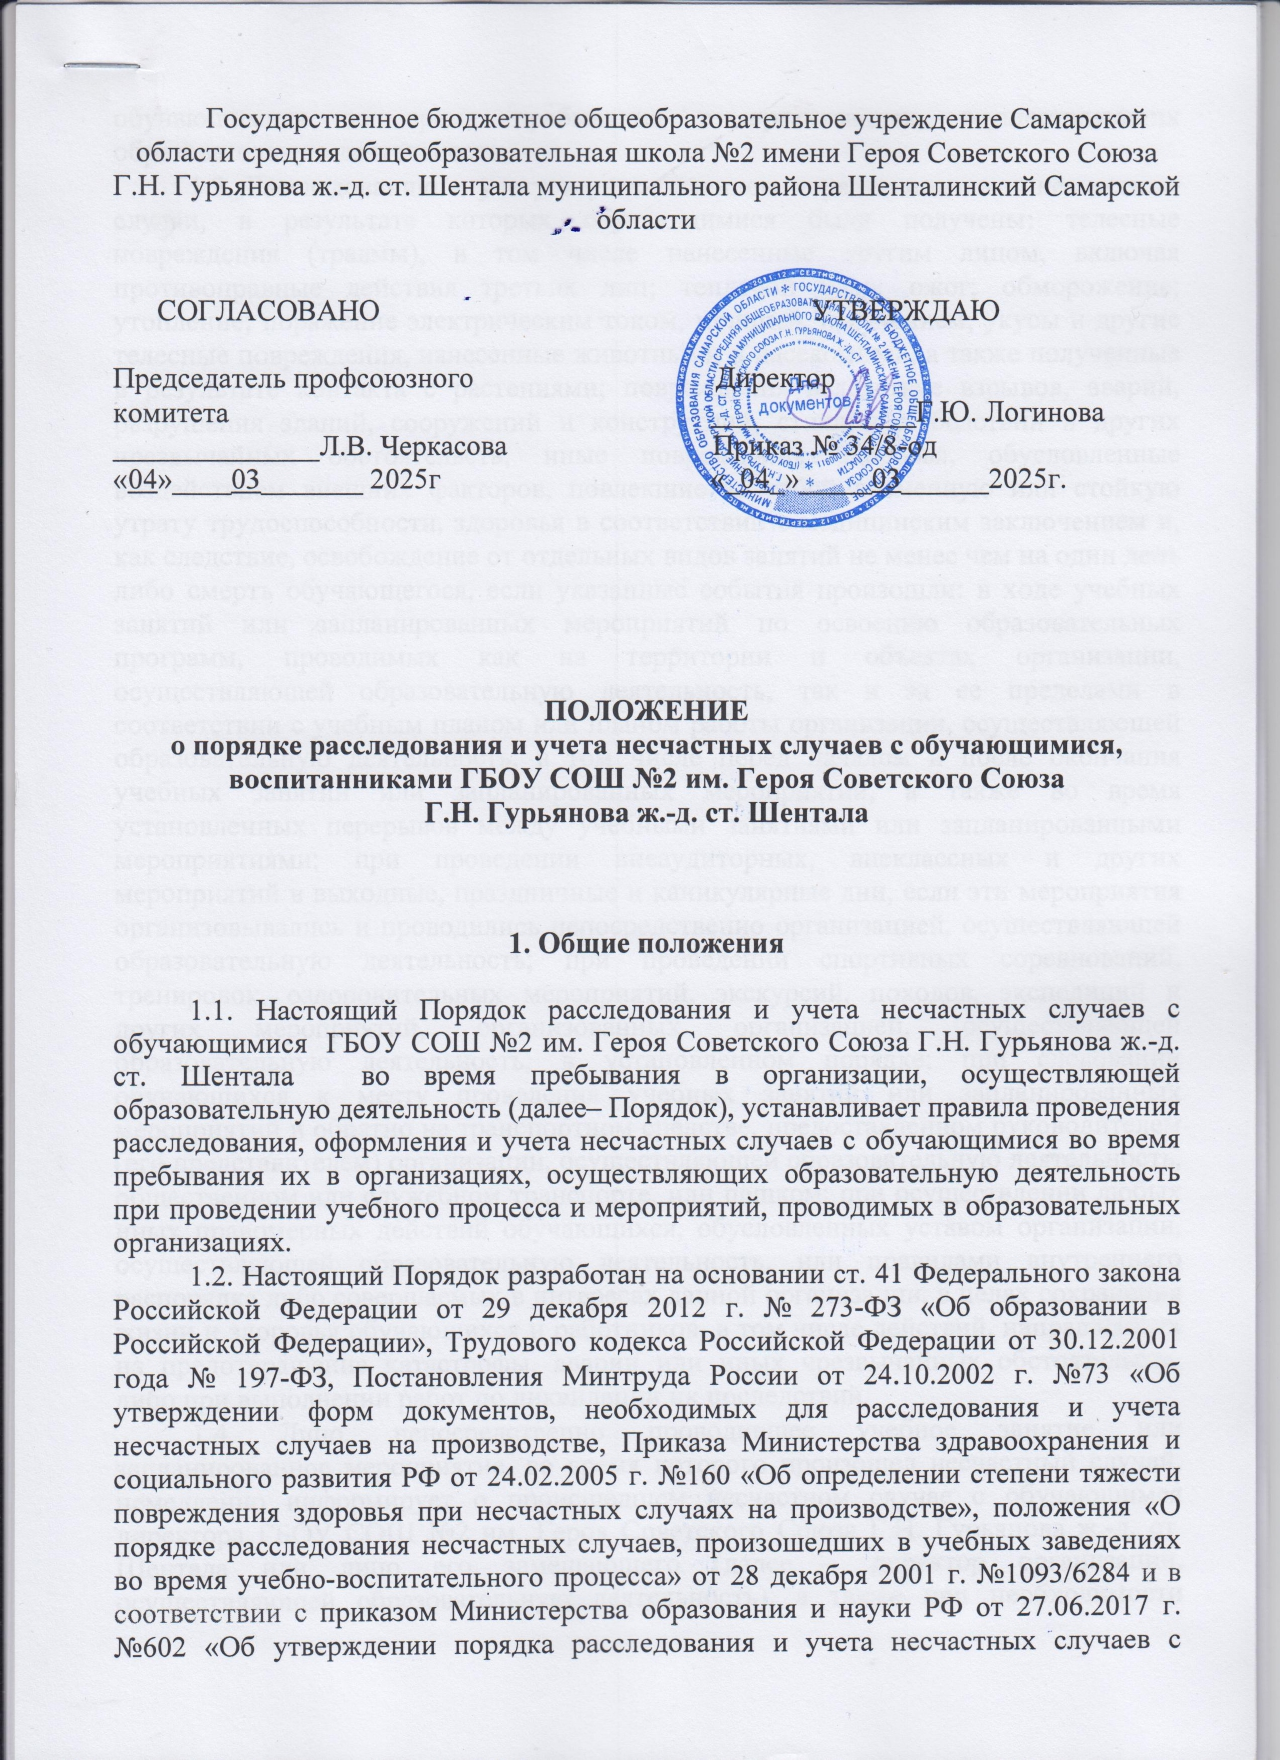 Государственное бюджетное общеобразовательное учреждение Самарской
области средняя общеобразовательная школа №2 имени Героя Советского Союза
Г.Н. Гурьянова ж.-д. ст. Шентала муниципального района Шенталинский Самарской
области
СОГЛАСОВАНО
Председатель профсоюзного
комитета
_______________Л.В. Черкасова
«04»____03________2025г
УТВЕРЖДАЮ
Директор
Для
документов
Е.Ю. Логинова
Приказ № 34/8-од
«_04_»_____03______2025г.
ПОЛОЖЕНИЕ
о порядке расследования и учета несчастных случаев с обучающимися,
воспитанниками ГБОУ СОШ №2 им. Героя Советского Союза
Г.Н. Гурьянова ж.-д. ст. Шентала
1. Общие положения
1.1. Настоящий Порядок расследования и учета несчастных случаев с
обучающимися ГБОУ СОШ №2 им. Героя Советского Союза Г.Н. Гурьянова ж.-д.
ст. Шентала во время пребывания в организации, осуществляющей
образовательную деятельность (далее– Порядок), устанавливает правила проведения
расследования, оформления и учета несчастных случаев с обучающимися во время
пребывания их в организациях, осуществляющих образовательную деятельность
при проведении учебного процесса и мероприятий, проводимых в образовательных
организациях.
1.2. Настоящий Порядок разработан на основании ст. 41 Федерального закона
Российской Федерации от 29 декабря 2012 г. № 273-ФЗ «Об образовании в
Российской Федерации», Трудового кодекса Российской Федерации от 30.12.2001
года № 197-ФЗ, Постановления Минтруда России от 24.10.2002 г. №73 «Об
утверждении форм документов, необходимых для расследования и учета
несчастных случаев на производстве, Приказа Министерства здравоохранения и
социального развития РФ от 24.02.2005 г. №160 «Об определении степени тяжести
повреждения здоровья при несчастных случаях на производстве», положения «О
порядке расследования несчастных случаев, произошедших в учебных заведениях
во время учебно-воспитательного процесса» от 28 декабря 2001 г. №1093/6284 и в
соответствии с приказом Министерства образования и науки РФ от 27.06.2017 г.
№602 «Об утверждении порядка расследования и учета несчастных случаев с